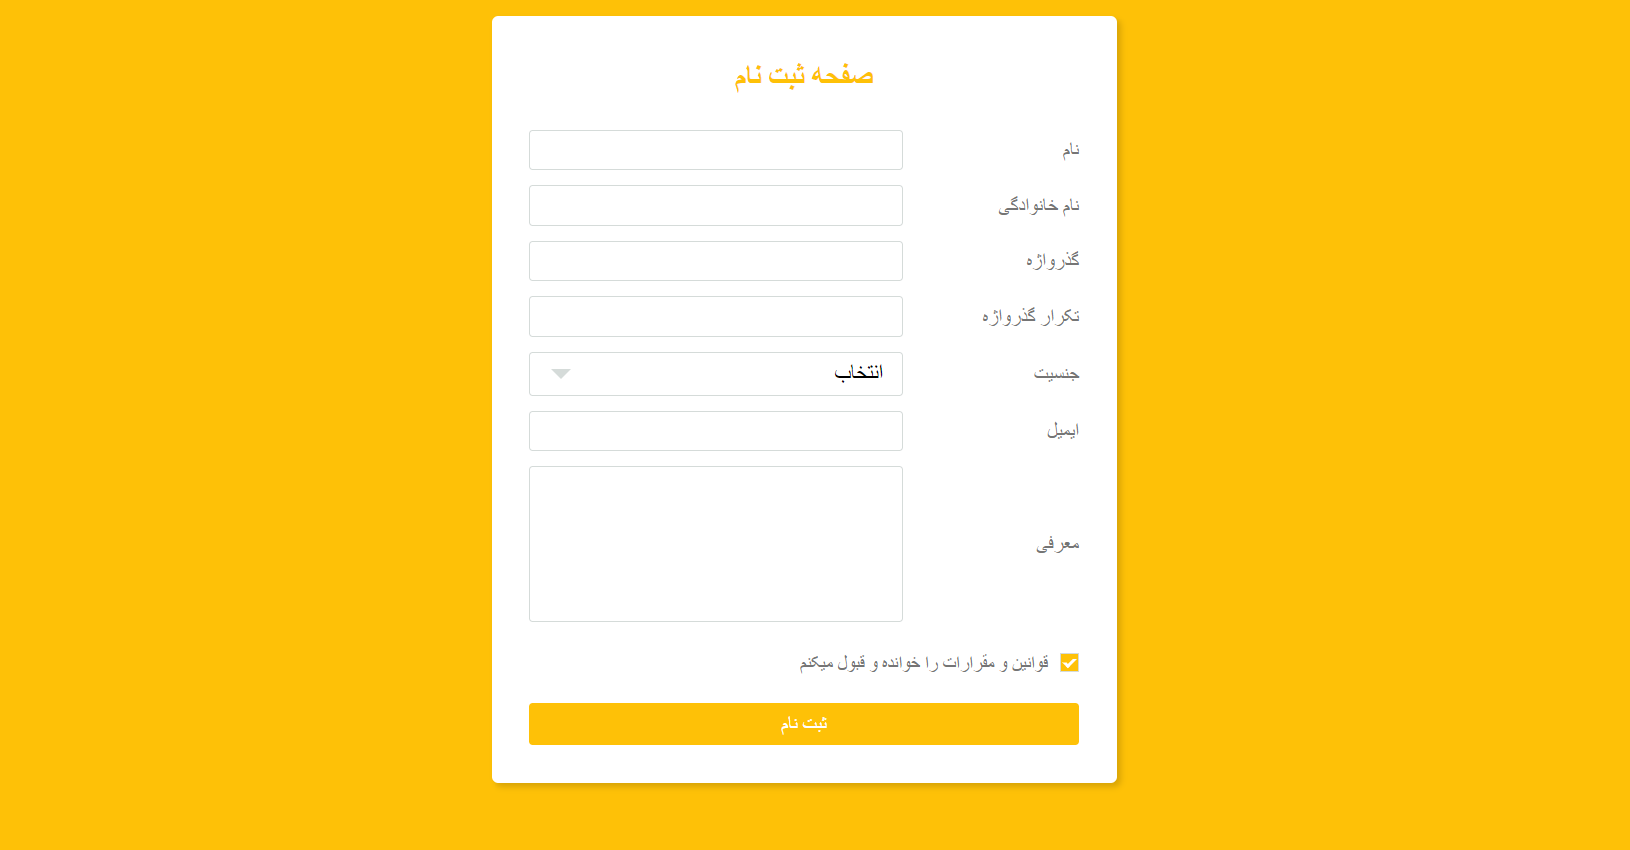 صفحه ثبت نام
نام
نام خانوادگی
گذرواژه
تکرار گذرواژه
جنسیت
انتخاب
ایمیل
معرفی
قوانین و مقرارات را خوانده و قبول میکنم
ثبت نام